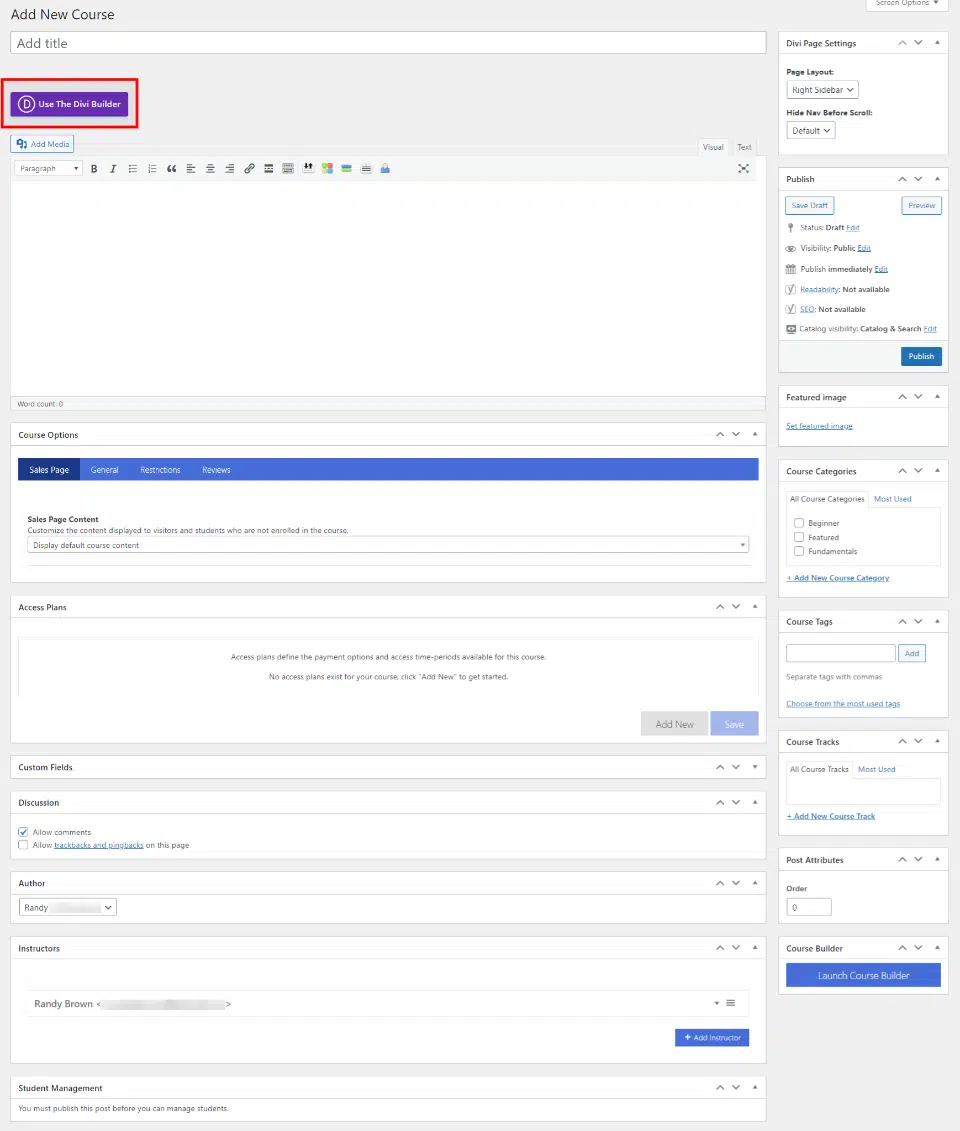 Screen Options
Add New Course
Add title
Use The Divi Builder
Add Media
Visual Text
Paragraph
Word count: 0
Course Options
Sales Page General Restrictions Reviews
Sales Page Content
Customize the content displayed to visitors and students who are not enrolled in the course.
Display default course content
Access Plans
Access plans define the payment options and access time-periods available for this course.
No access plans exist for your course, click "Add New" to get started.
Add New Save
Custom Fields
Discussion
Allow comments
Allow trackbacks and pingbacks on this page
Author
Randy
Instructors
Randy Brown < >
+ Add Instructor
Student Management
You must publish this post before you can manage students.
Divi Page Settings
Page Layout:
Right Sidebar
Hide Nav Before Scroll:
Default
Publish
Save Draft Preview
Status: Draft Edit
Visibility: Public Edit
Publish immediately Edit
Readability: Not available
SEO: Not available
Catalog visibility: Catalog & Search Edit
Publish
Featured image
Set featured image
Course Categories
All Course Categories Most Used
Beginner
Featured
Fundamentals
+ Add New Course Category
Course Tags
Add
Separate tags with commas
Choose from the most used tags
Course Tracks
All Course Tracks Most Used
+ Add New Course Track
Post Attributes
Order
0
Course Builder
Launch Course Builder